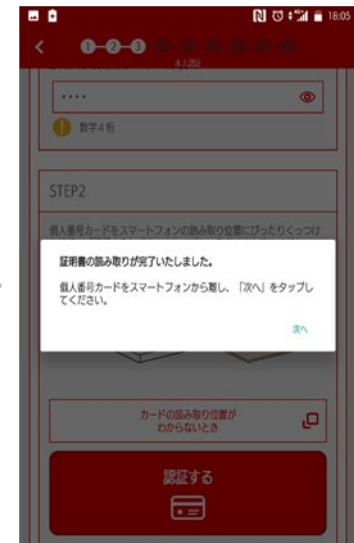 18:05
1 2 3
本人認証
••••
数字4桁
STEP2
個人番号カードをスマートフォンの読み取り位置にぴったりくっつけ
証明書の読み取りが完了いたしました。
個人番号カードをスマートフォンから離し、「次へ」をタップし
てください。
次へ
カードの読み取り位置が
わからないとき
認証する